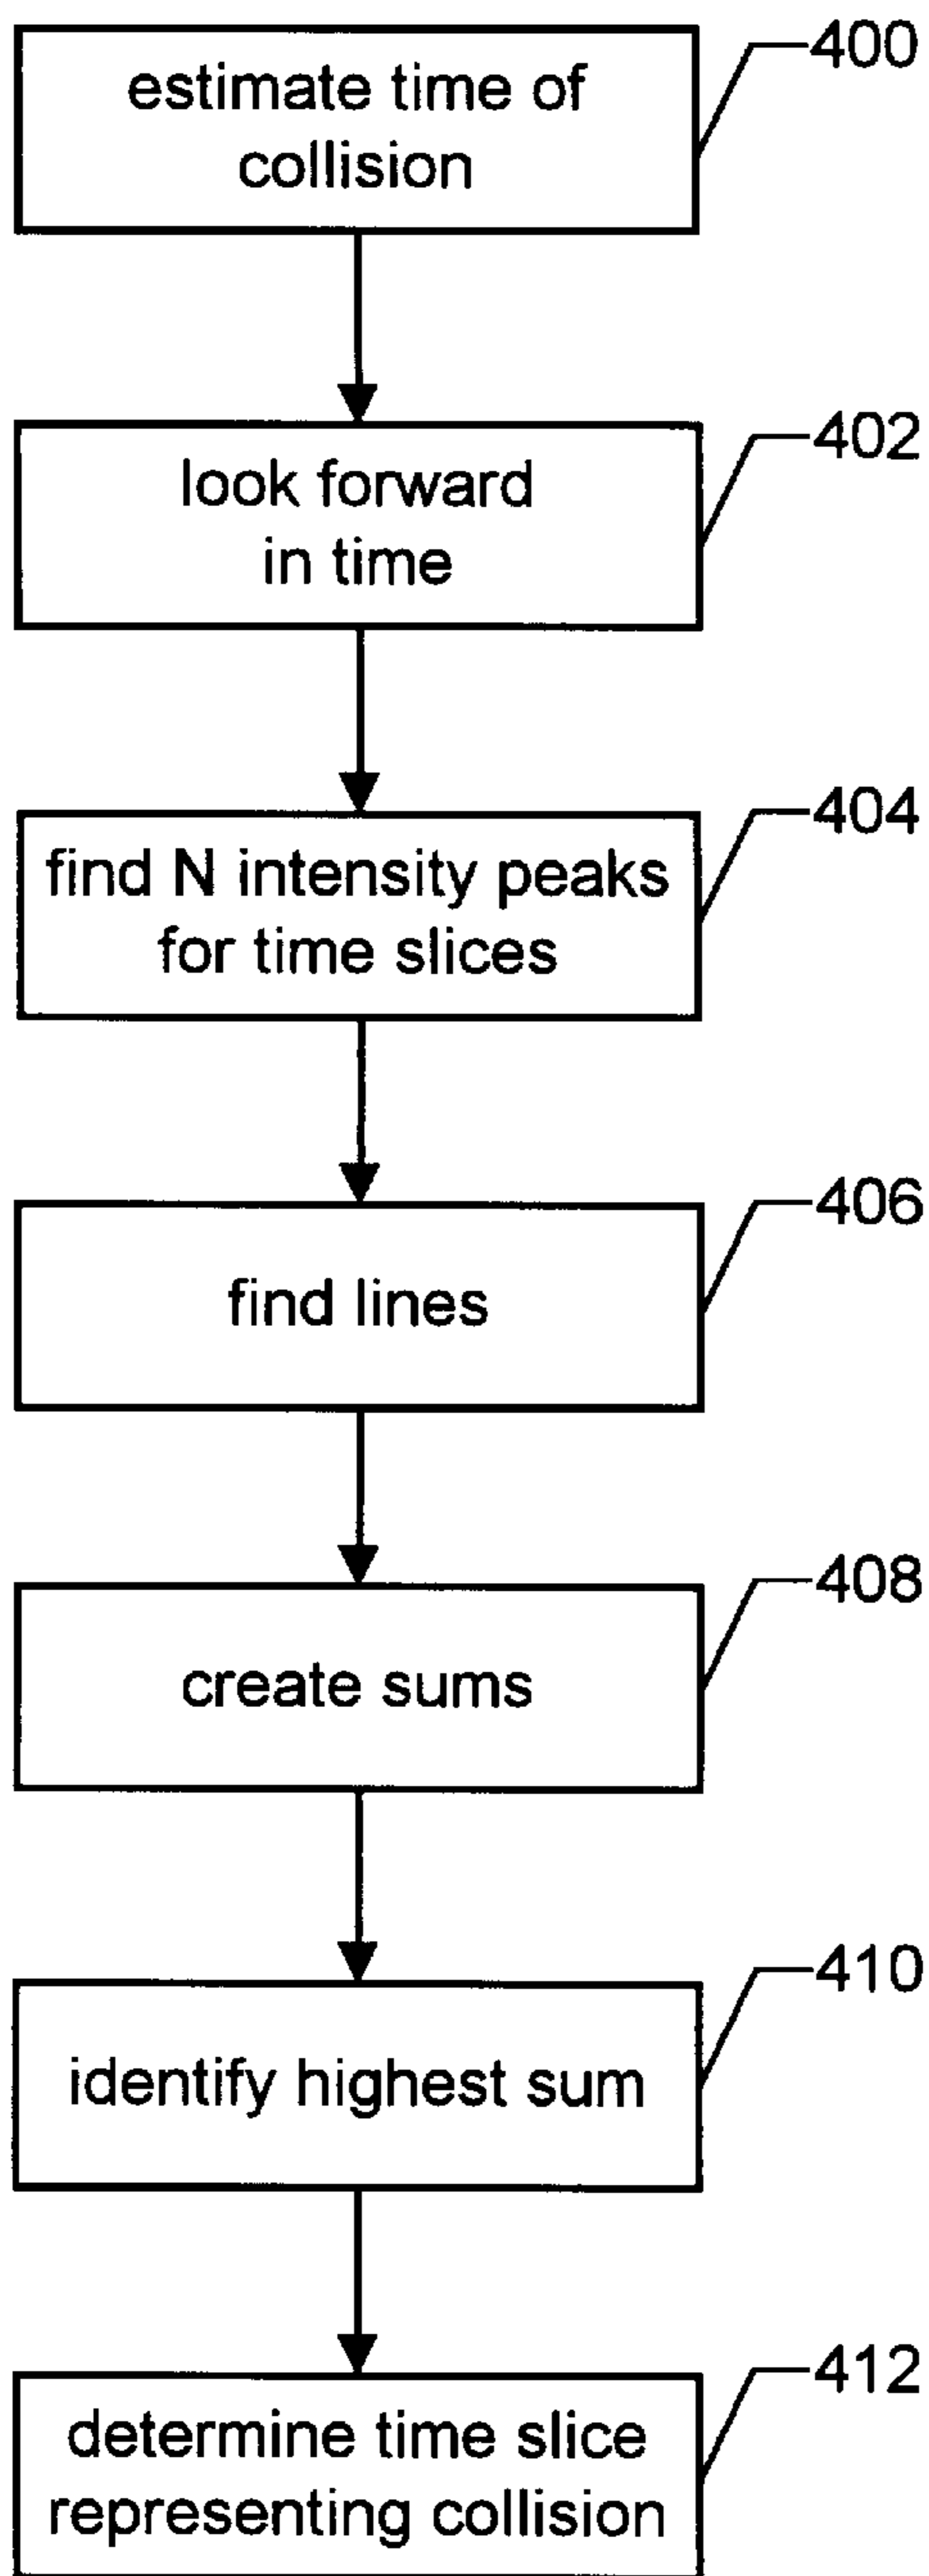 400
estimate time of
collision
402
look forward
in time
404
find N intensity peaks
for time slices
406
find lines
408
create sums
410
identify highest sum
412
determine time slice
representing collision